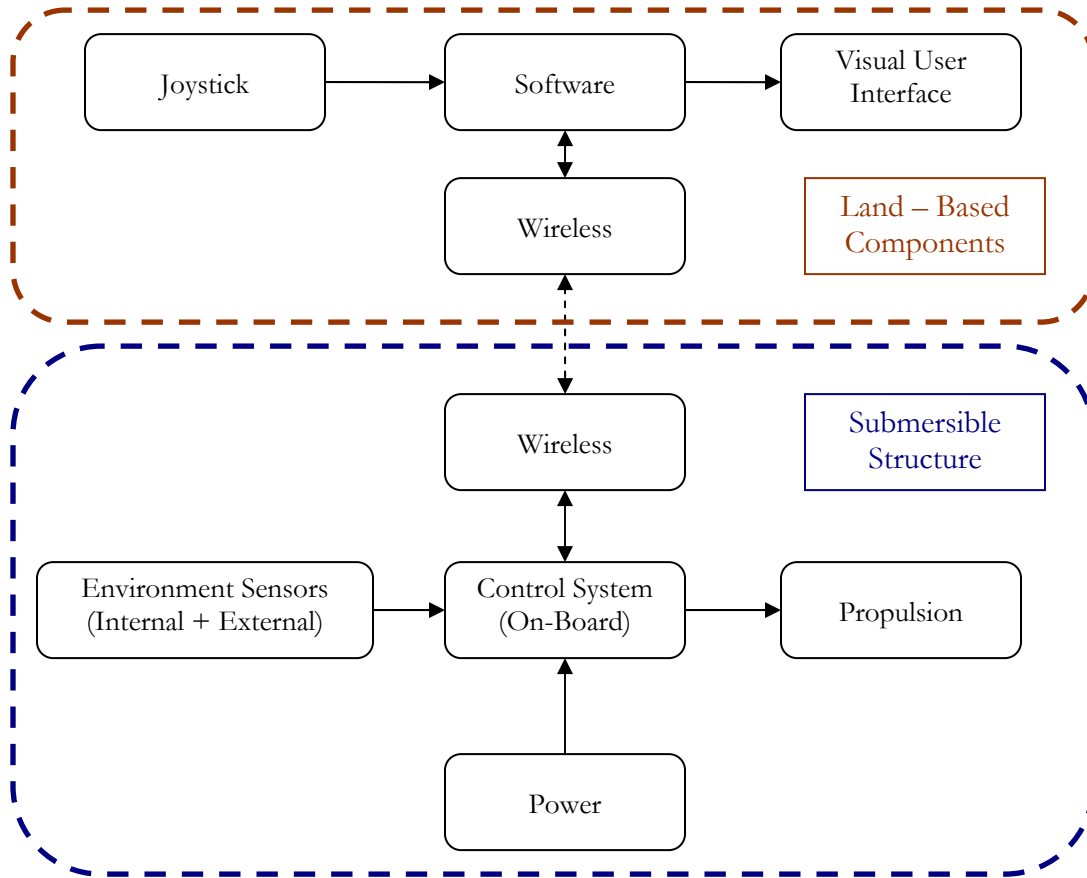 Joystick
Software
Visual User
Interface
Wireless
Land – Based
Components
Wireless
Submersible
Structure
Environment Sensors
(Internal + External)
Control System
(On-Board)
Propulsion
Power